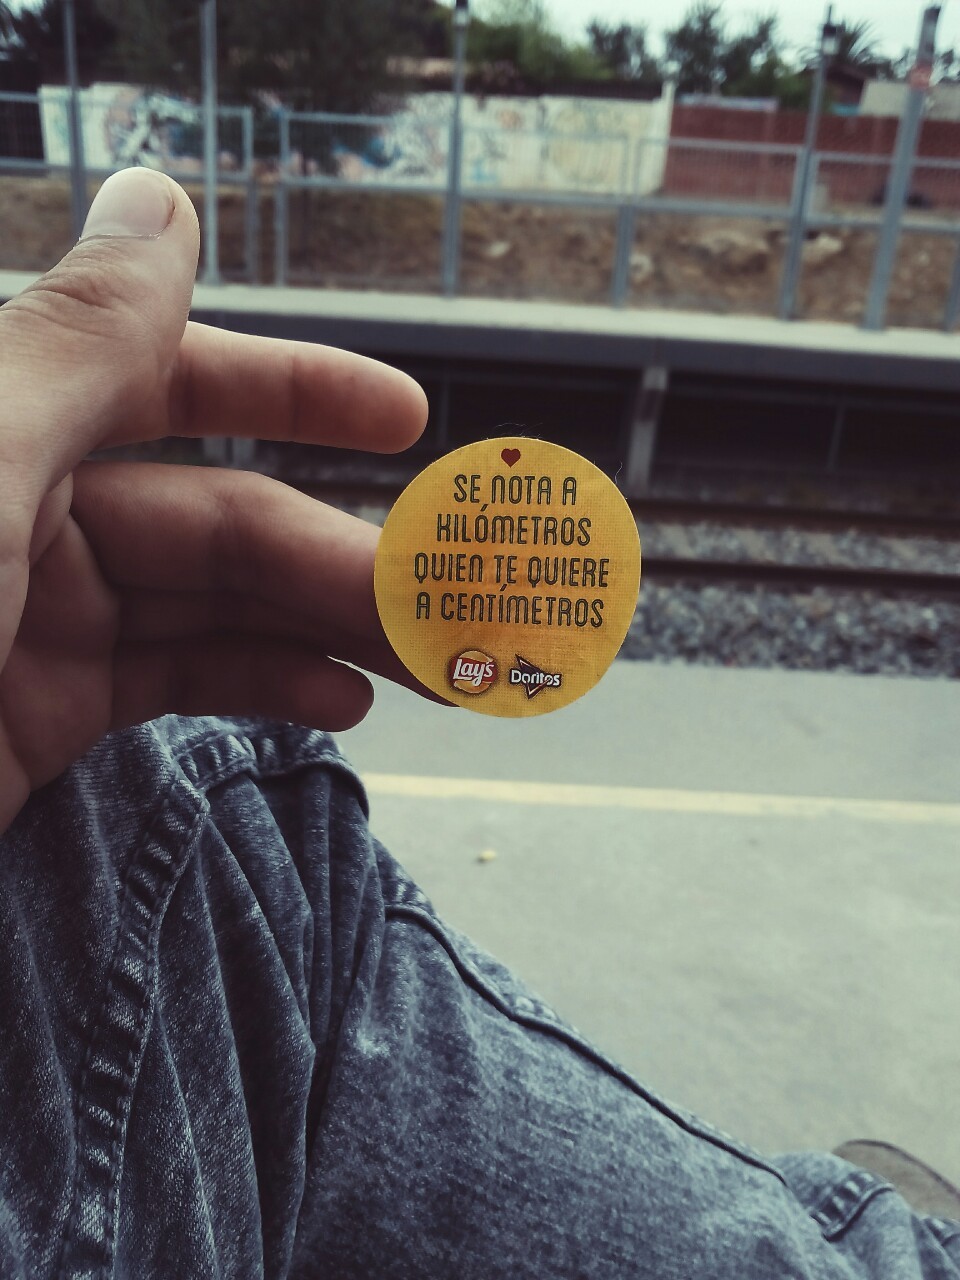 SE NOTA A
KILÓMETROS
QUIEN TE QUIERE
A CENTÍMETROS
Lay's Doritos